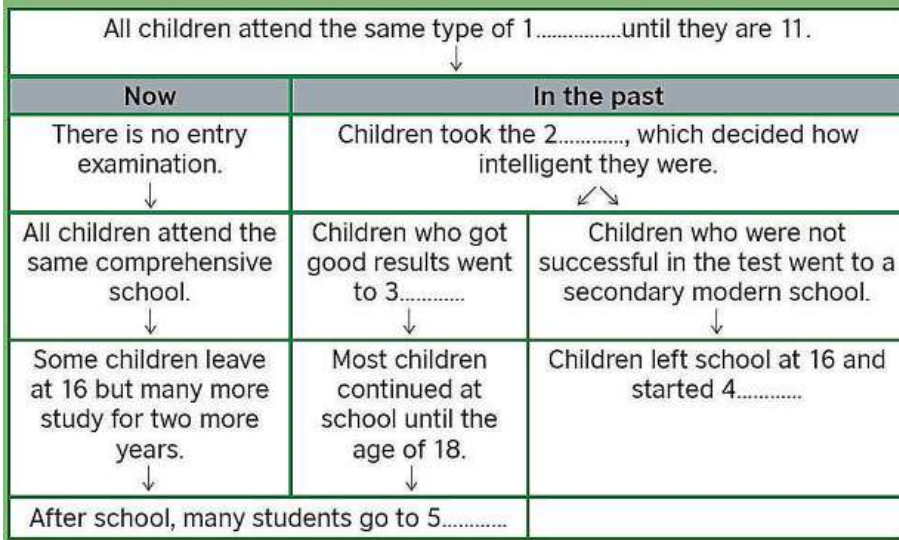 All children attend the same type of 1................until they are 11.
↓
Now
In the past
There is no entry
examination.
↓
Children took the 2............, which decided how
intelligent they were.
↙↘
All children attend the
same comprehensive
school.
↓
Children who got
good results went
to 3............
↓
Children who were not
successful in the test went to a
secondary modern school.
↓
Some children leave
at 16 but many more
study for two more
years.
↓
Most children
continued at
school until the
age of 18.
↓
Children left school at 16 and
started 4............
After school, many students go to 5............